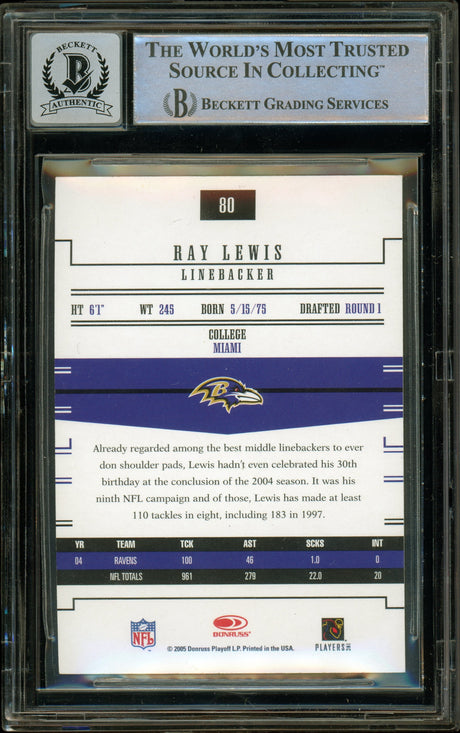 BECKETT
B
AUTHENTIC
THE WORLD'S MOST TRUSTED
SOURCE IN COLLECTING™
B BECKETT GRADING SERVICES
80
RAY LEWIS
LINEBACKER
HT 6'1" WT 245 BORN 5/15/75 DRAFTED ROUND 1
COLLEGE
MIAMI
B
Already regarded among the best middle linebackers to ever
don shoulder pads, Lewis hadn't even celebrated his 30th
birthday at the conclusion of the 2004 season. It was his
ninth NFL campaign and of those, Lewis has made at least
110 tackles in eight, including 183 in 1997.
YR TEAM TCK AST SCKS INT
04 RAVENS 100 46 1.0 0
NFL TOTALS 961 279 22.0 20
NFL
DONRUSS
PLAYERS INC
© 2005 Donruss Playoff L.P. Printed in the USA.